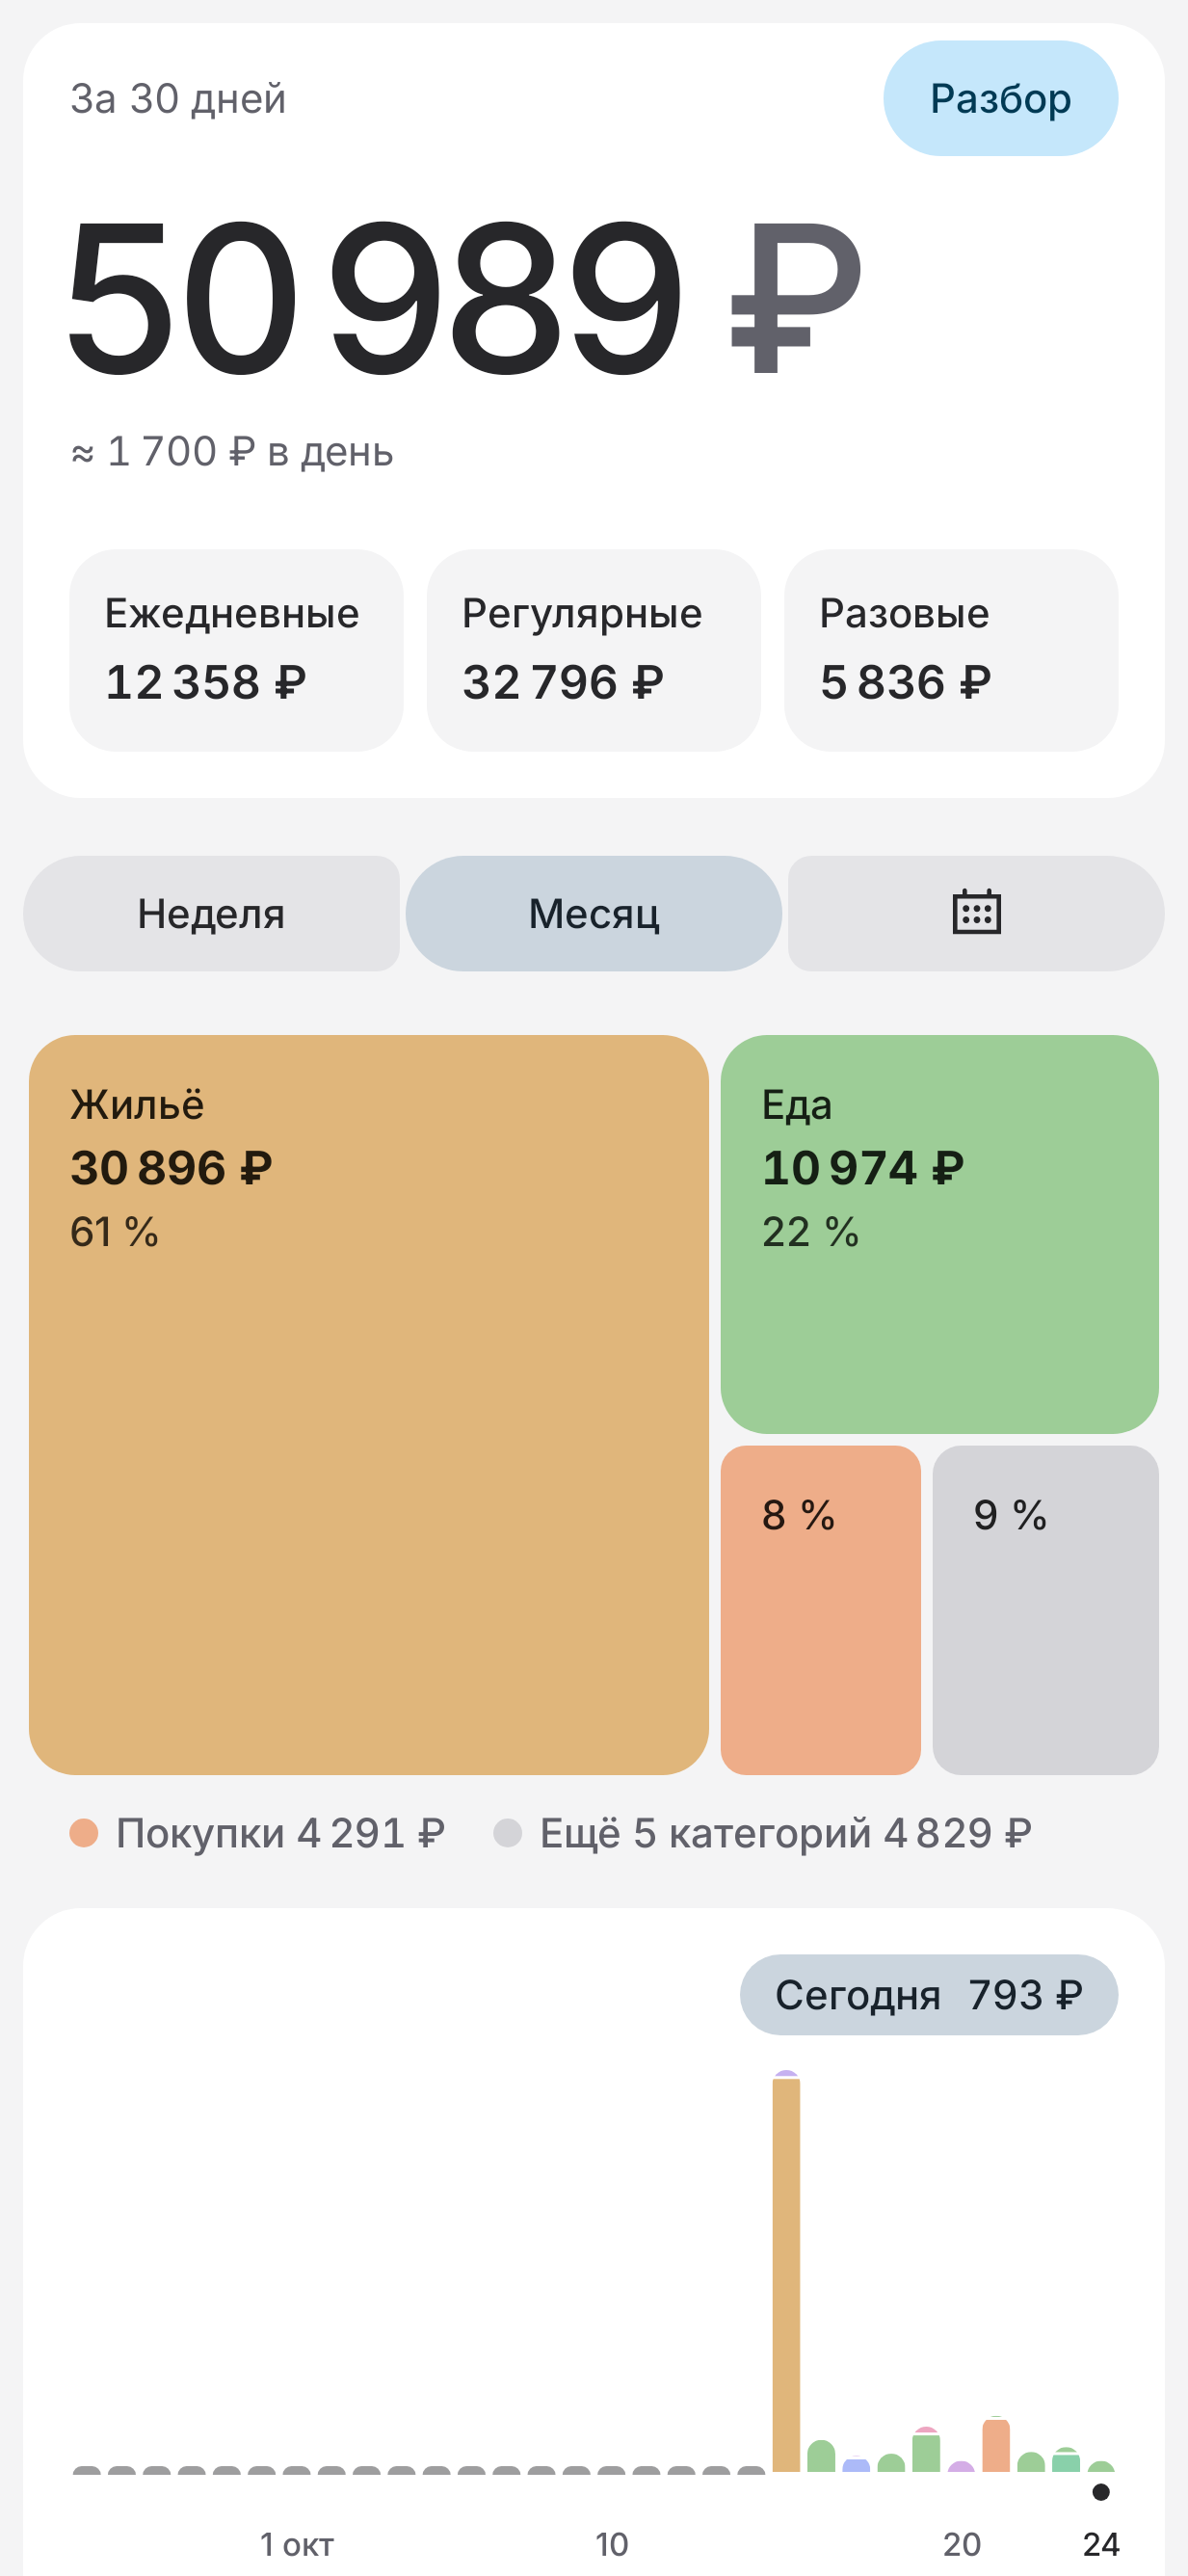 За 30 дней
Разбор
50 989 ₽
≈ 1 700 ₽ в день
Ежедневные
12 358 ₽
Регулярные
32 796 ₽
Разовые
5 836 ₽
Неделя
Месяц
Жильё
30 896 ₽
61 %
Еда
10 974 ₽
22 %
8 %
9 %
Покупки 4 291 ₽
Ещё 5 категорий 4 829 ₽
Сегодня 793 ₽
1 окт
10
20
24